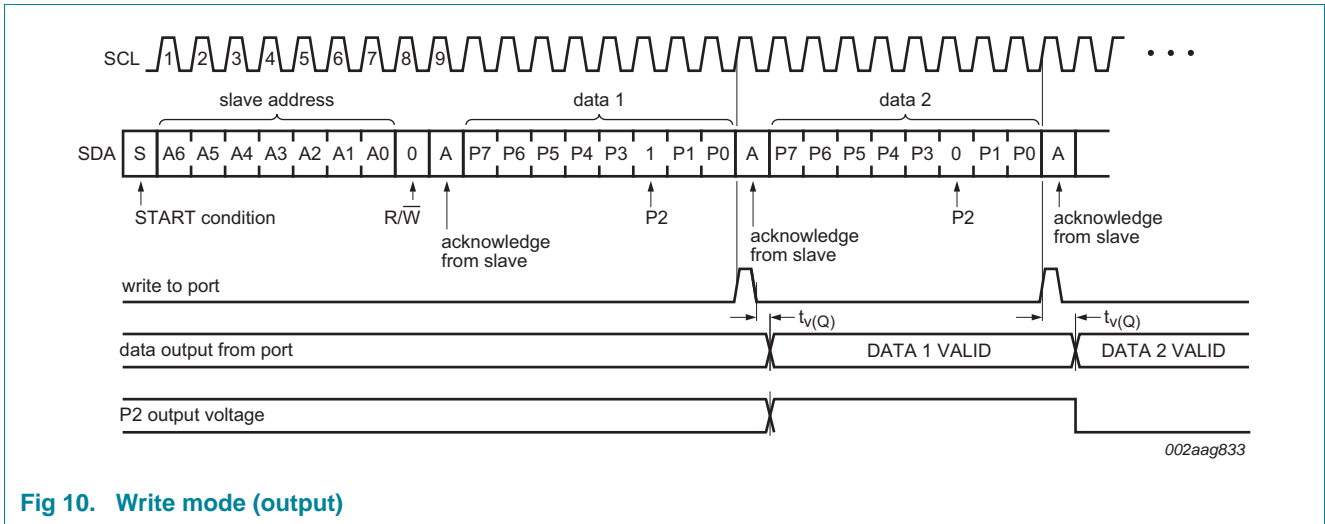 SCL 1 2 3 4 5 6 7 8 9
slave address data 1 data 2
SDA S A6 A5 A4 A3 A2 A1 A0 0 A P7 P6 P5 P4 P3 1 P1 P0 A P7 P6 P5 P4 P3 0 P1 P0 A
START condition R/W̅ acknowledge from slave P2 acknowledge from slave P2 acknowledge from slave
write to port
tv(Q) tv(Q)
data output from port DATA 1 VALID DATA 2 VALID
P2 output voltage
002aag833
Fig 10. Write mode (output)